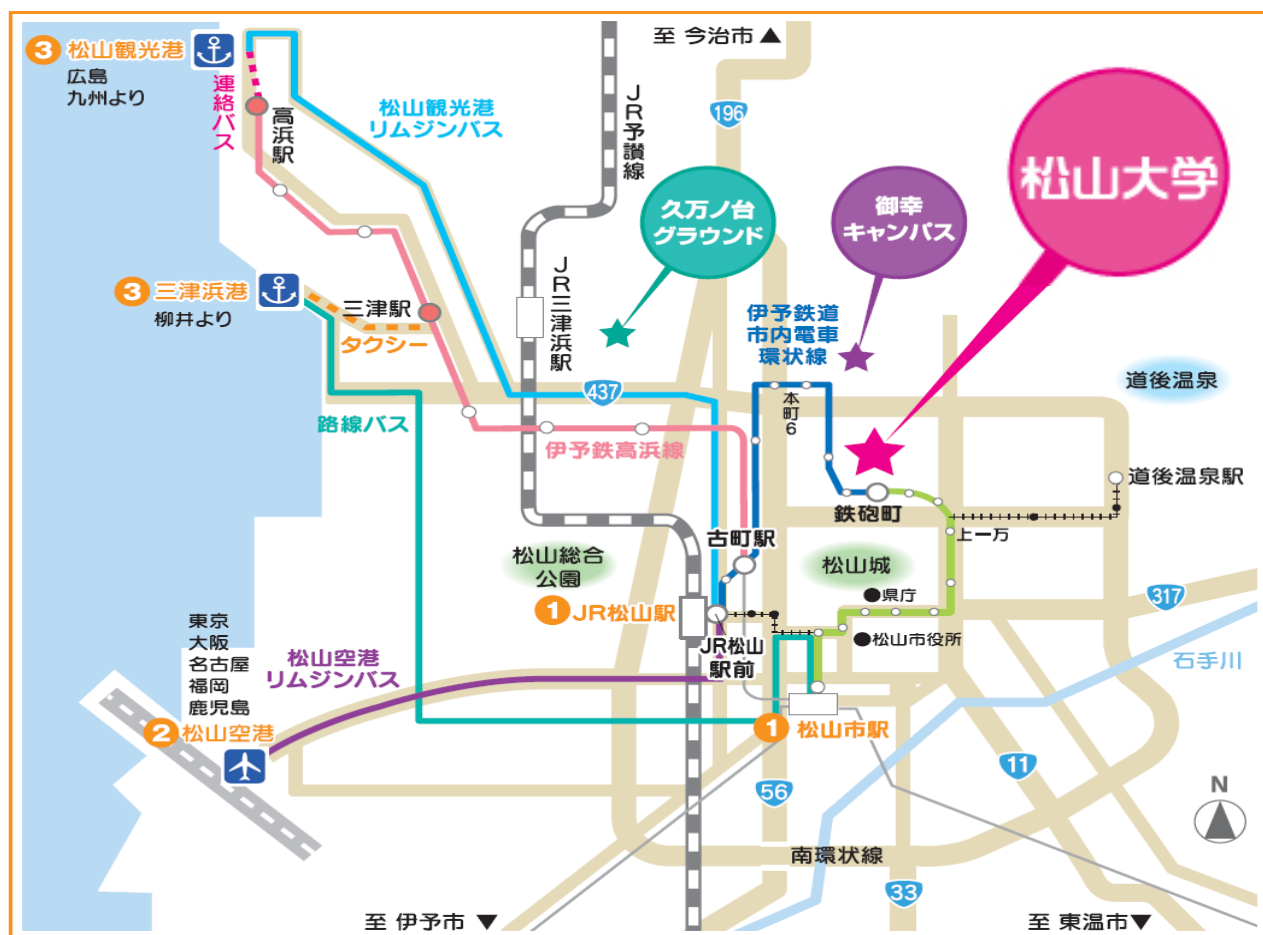 至 今治市 ▲
3 松山観光港
広島
九州より
連絡バス
高浜駅
松山観光港
リムジンバス
JR予讃線
196
松山大学
久万ノ台
グラウンド
御幸
キャンパス
3 三津浜港
柳井より
三津駅
タクシー
JR三津浜駅
伊予鉄道
市内電車
環状線
437
本町6
道後温泉
路線バス
伊予鉄高浜線
道後温泉駅
鉄砲町
上一万
古町駅
松山総合
公園
松山城
●県庁
317
1 JR松山駅
JR松山
駅前
●松山市役所
石手川
東京
大阪
名古屋
福岡
鹿児島
松山空港
リムジンバス
2 松山空港
1 松山市駅
11
56
N
南環状線
33
至 伊予市 ▼
至 東温市▼